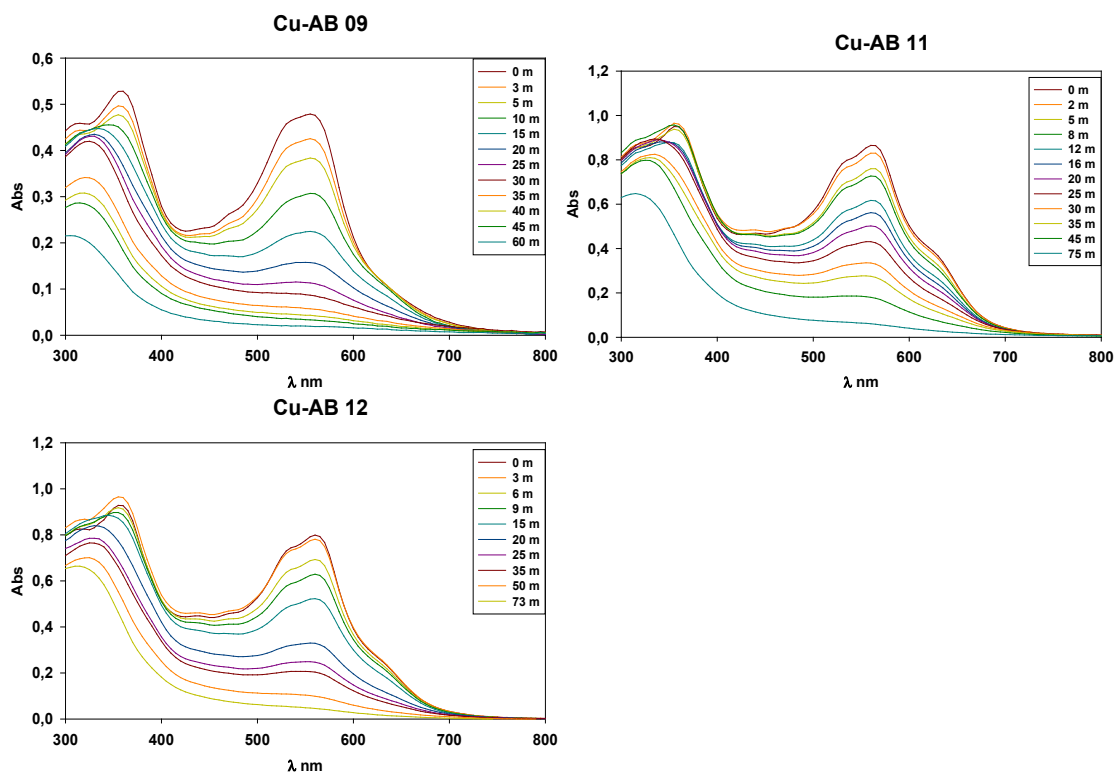 Cu-AB 09
0,6
0,5
0,4
0,3
0,2
0,1
0,0
Abs
300
400
500
600
700
800
λ nm
0 m
3 m
5 m
10 m
15 m
20 m
25 m
30 m
35 m
40 m
45 m
60 m
Cu-AB 11
1,2
1,0
0,8
0,6
0,4
0,2
0,0
Abs
300
400
500
600
700
800
λ nm
0 m
2 m
5 m
8 m
12 m
16 m
20 m
25 m
30 m
35 m
45 m
75 m
Cu-AB 12
1,2
1,0
0,8
0,6
0,4
0,2
0,0
Abs
300
400
500
600
700
800
λ nm
0 m
3 m
6 m
9 m
15 m
20 m
25 m
35 m
50 m
73 m